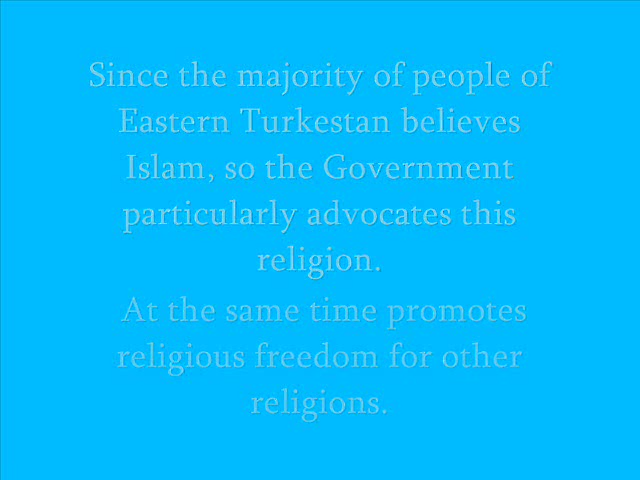 Since the majority of people of
Eastern Turkestan believes
Islam, so the Government
particularly advocates this
religion.
At the same time promotes
religious freedom for other
religions.